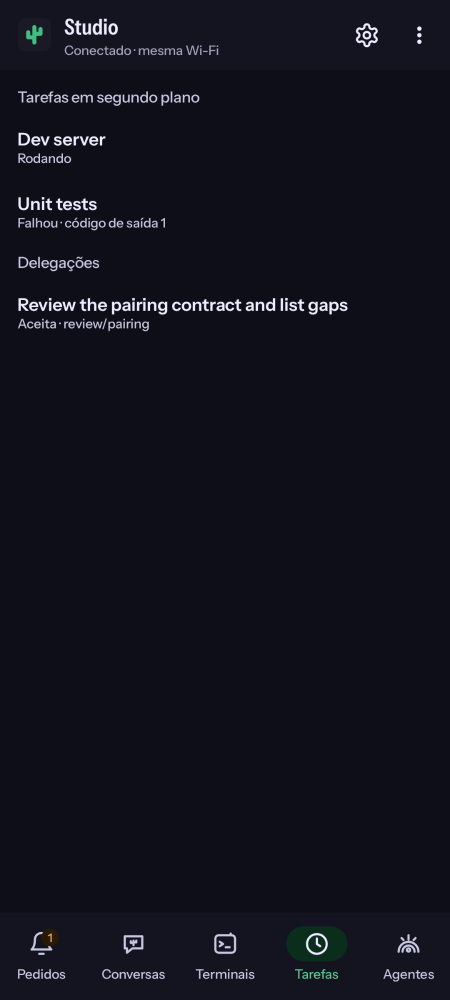 Studio
Conectado · mesma Wi-Fi
Tarefas em segundo plano
Dev server
Rodando
Unit tests
Falhou · código de saída 1
Delegações
Review the pairing contract and list gaps
Aceita · review/pairing
1
Pedidos
Conversas
Terminais
Tarefas
Agentes